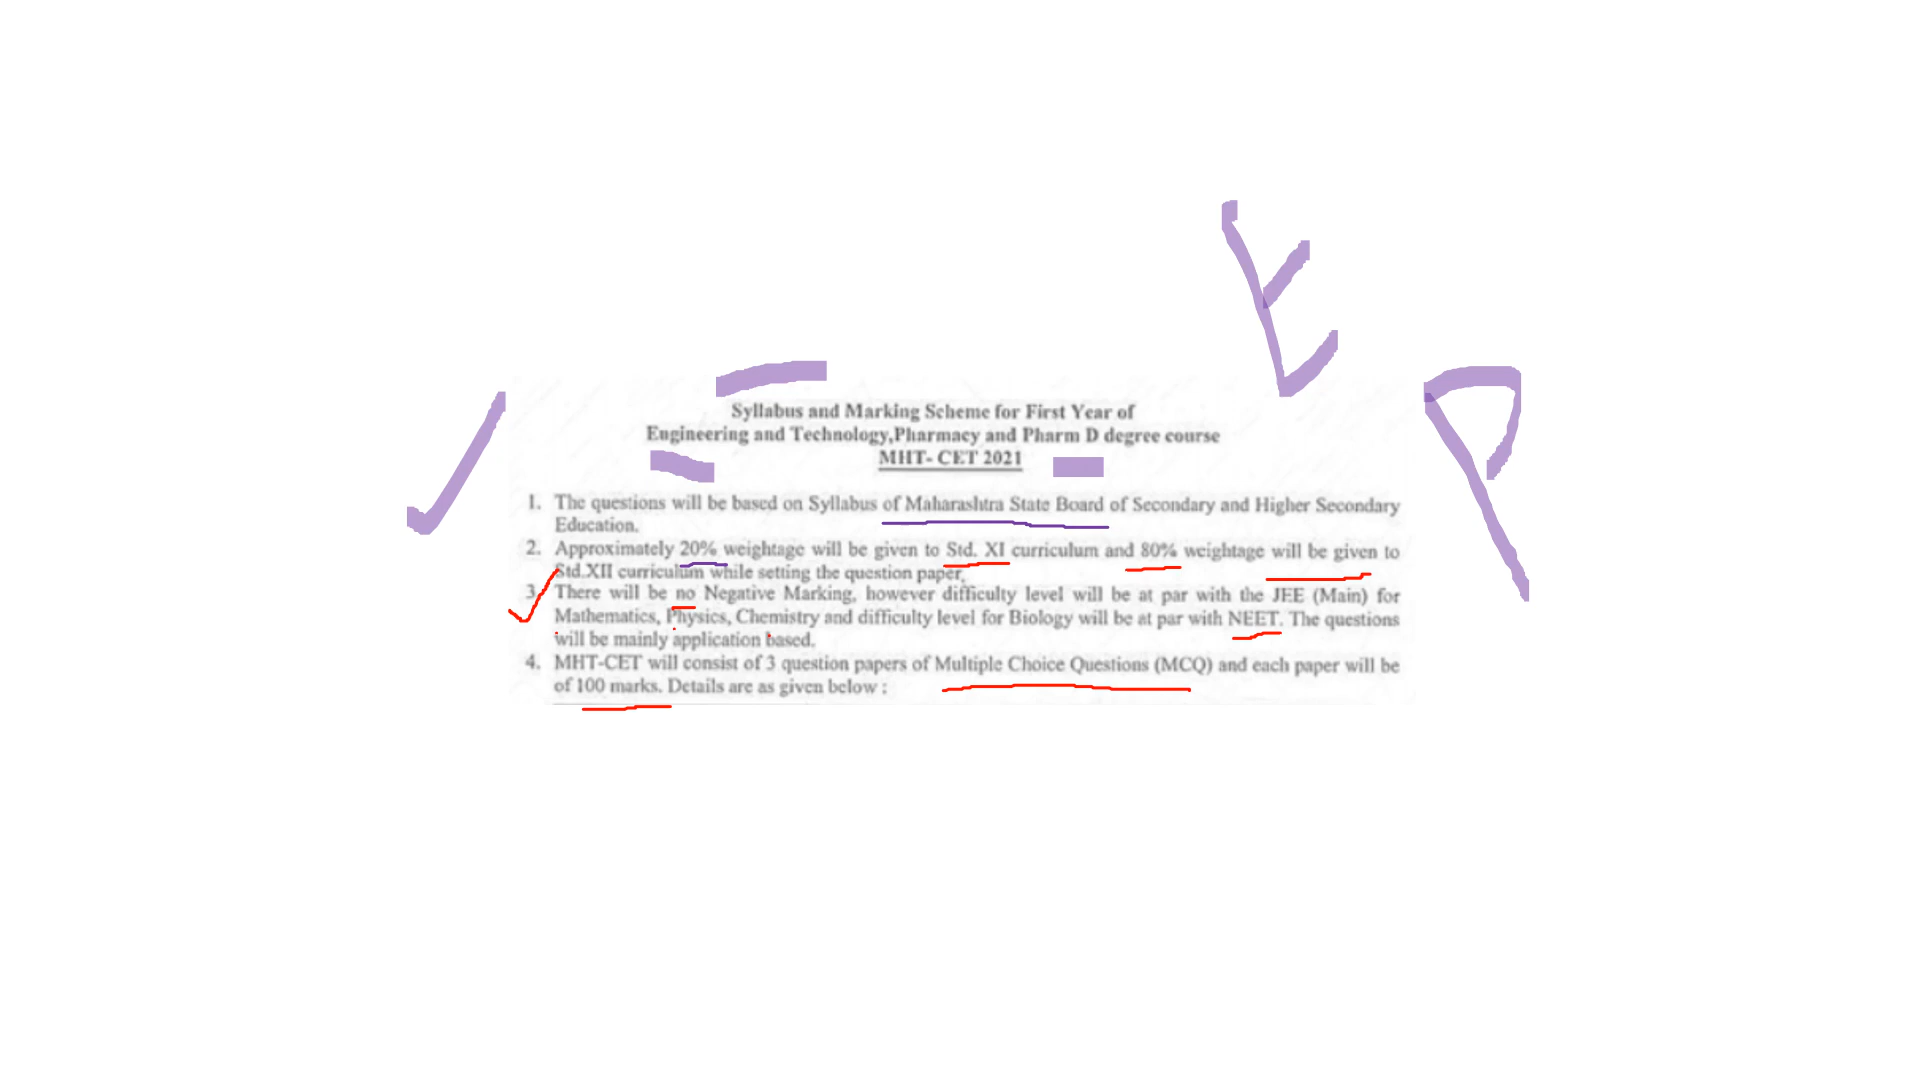 E
P
Syllabus and Marking Scheme for First Year of
Engineering and Technology,Pharmacy and Pharm D degree course
MHT- CET 2021
1. The questions will be based on Syllabus of Maharashtra State Board of Secondary and Higher Secondary
Education.
2. Approximately 20% weightage will be given to Std. XI curriculum and 80% weightage will be given to
Std.XII curriculum while setting the question paper.
3. There will be no Negative Marking, however difficulty level will be at par with the JEE (Main) for
Mathematics, Physics, Chemistry and difficulty level for Biology will be at par with NEET. The questions
will be mainly application based.
4. MHT-CET will consist of 3 question papers of Multiple Choice Questions (MCQ) and each paper will be
of 100 marks. Details are as given below :